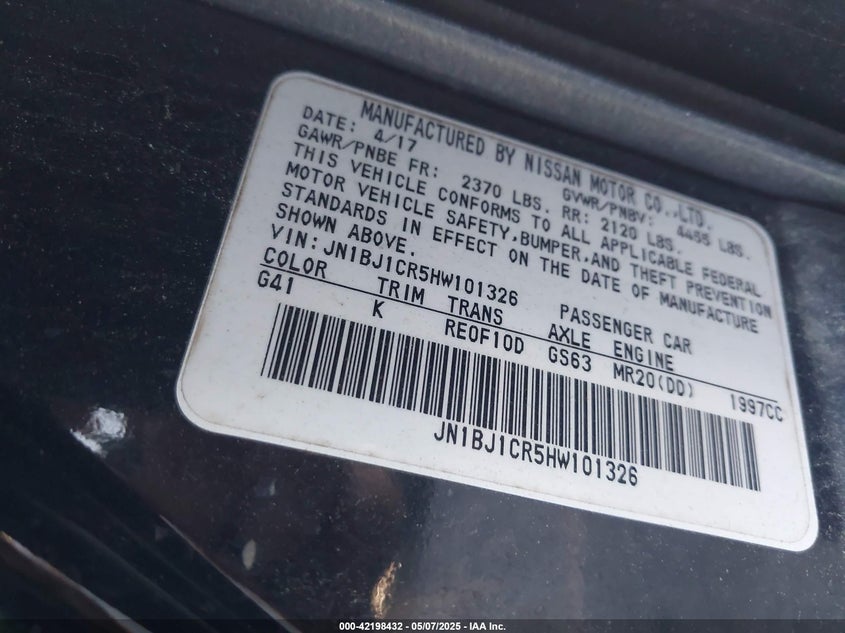 MANUFACTURED BY NISSAN MOTOR CO.,LTD.
DATE: 4/17 GVWR/PNBV: 4455 LBS.
GAWR/PNBE FR: 2370 LBS. RR: 2120 LBS.
THIS VEHICLE CONFORMS TO ALL APPLICABLE FEDERAL
MOTOR VEHICLE SAFETY,BUMPER,AND THEFT PREVENTION
STANDARDS IN EFFECT ON THE DATE OF MANUFACTURE
SHOWN ABOVE.
VIN: JN1BJ1CR5HW101326 PASSENGER CAR
COLOR TRIM TRANS AXLE ENGINE
G41 K RE0F10D GS63 MR20(DD) 1997CC
JN1BJ1CR5HW101326
000-42198432 - 05/07/2025 - IAA Inc.